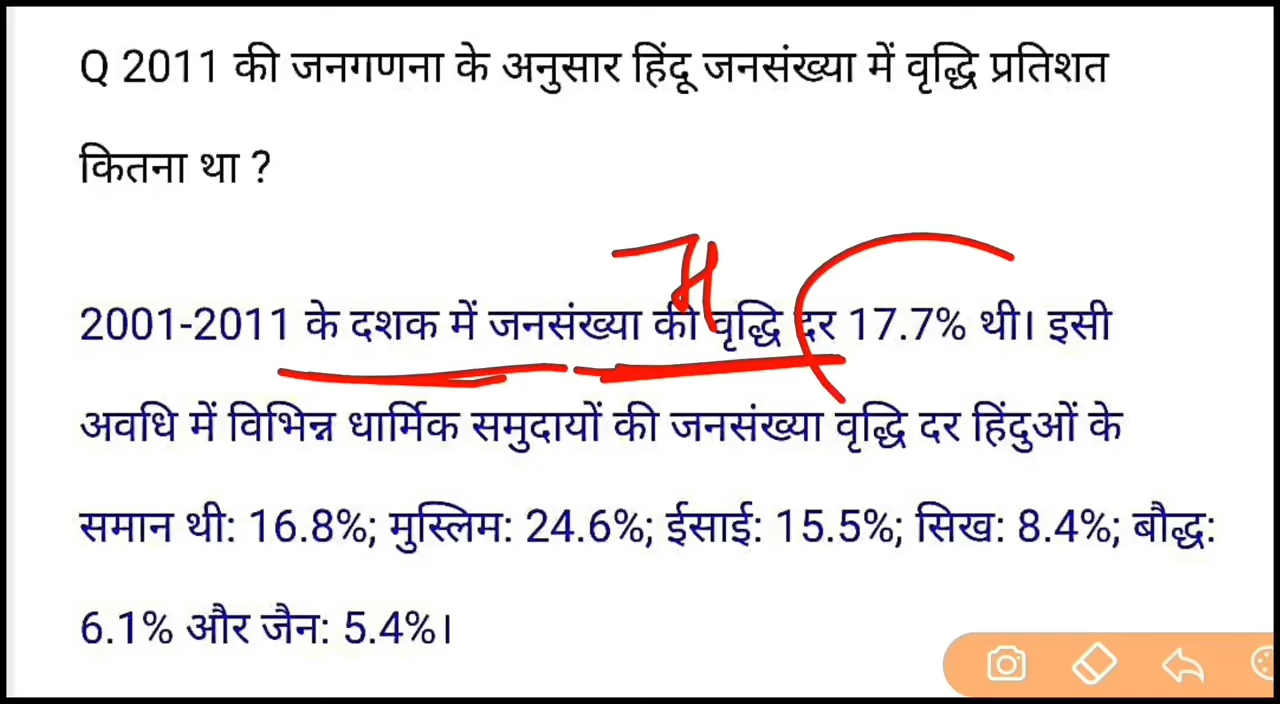 Q 2011 की जनगणना के अनुसार हिंदू जनसंख्या में वृद्धि प्रतिशत
कितना था ?
2001-2011 के दशक में जनसंख्या की वृद्धि दर 17.7% थी। इसी
अवधि में विभिन्न धार्मिक समुदायों की जनसंख्या वृद्धि दर हिंदुओं के
समान थी: 16.8%; मुस्लिम: 24.6%; ईसाई: 15.5%; सिख: 8.4%; बौद्ध:
6.1% और जैन: 5.4%।